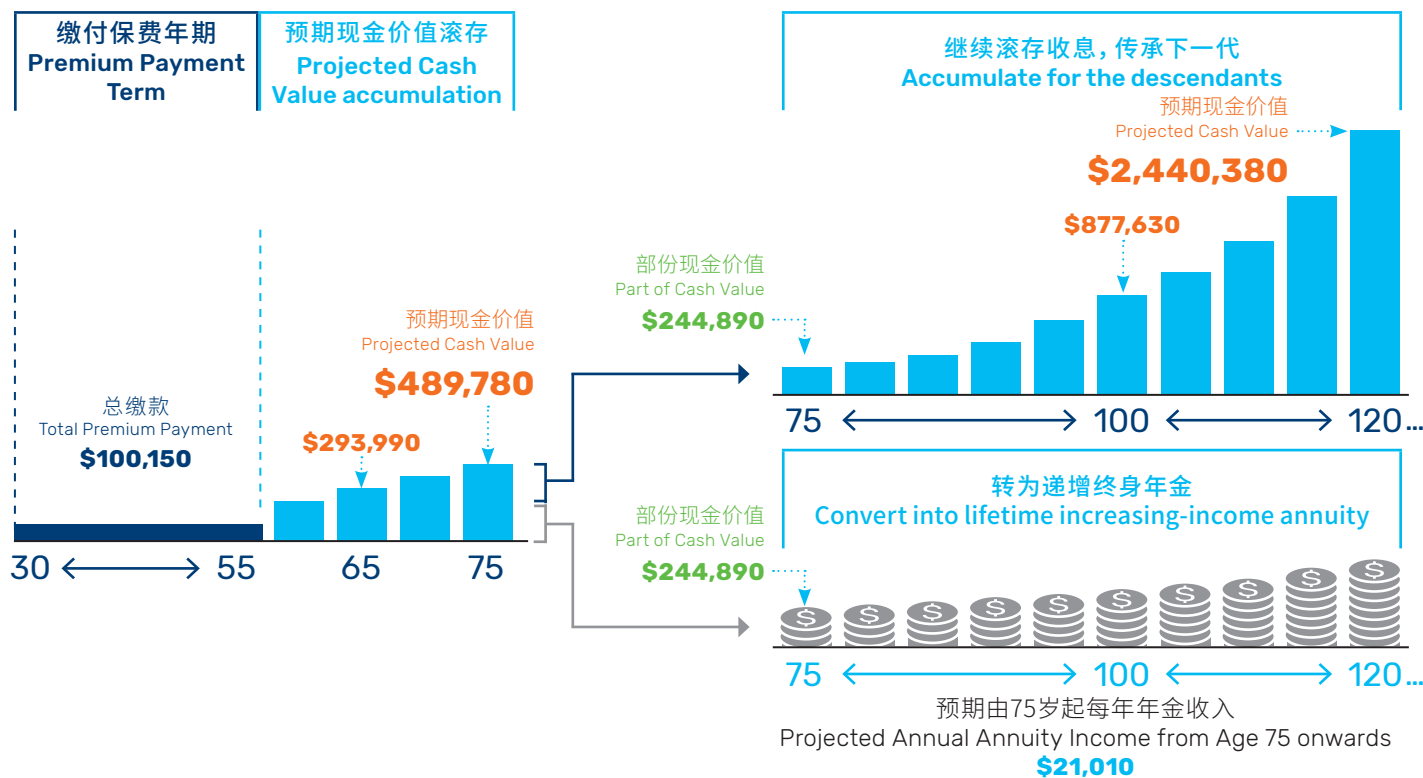 缴付保费年期
Premium Payment
Term
预期现金价值滚存
Projected Cash
Value accumulation
总缴款
Total Premium Payment
$100,150
$293,990
预期现金价值
Projected Cash Value
$489,780
30
55
65
75
继续滚存收息，传承下一代
Accumulate for the descendants
预期现金价值
Projected Cash Value
$2,440,380
$877,630
部份现金价值
Part of Cash Value
$244,890
75
100
120...
转为递增终身年金
Convert into lifetime increasing-income annuity
部份现金价值
Part of Cash Value
$244,890
$ $ $ $ $ $ $ $ $ $
75
100
120...
预期由75岁起每年年金收入
Projected Annual Annuity Income from Age 75 onwards
$21,010